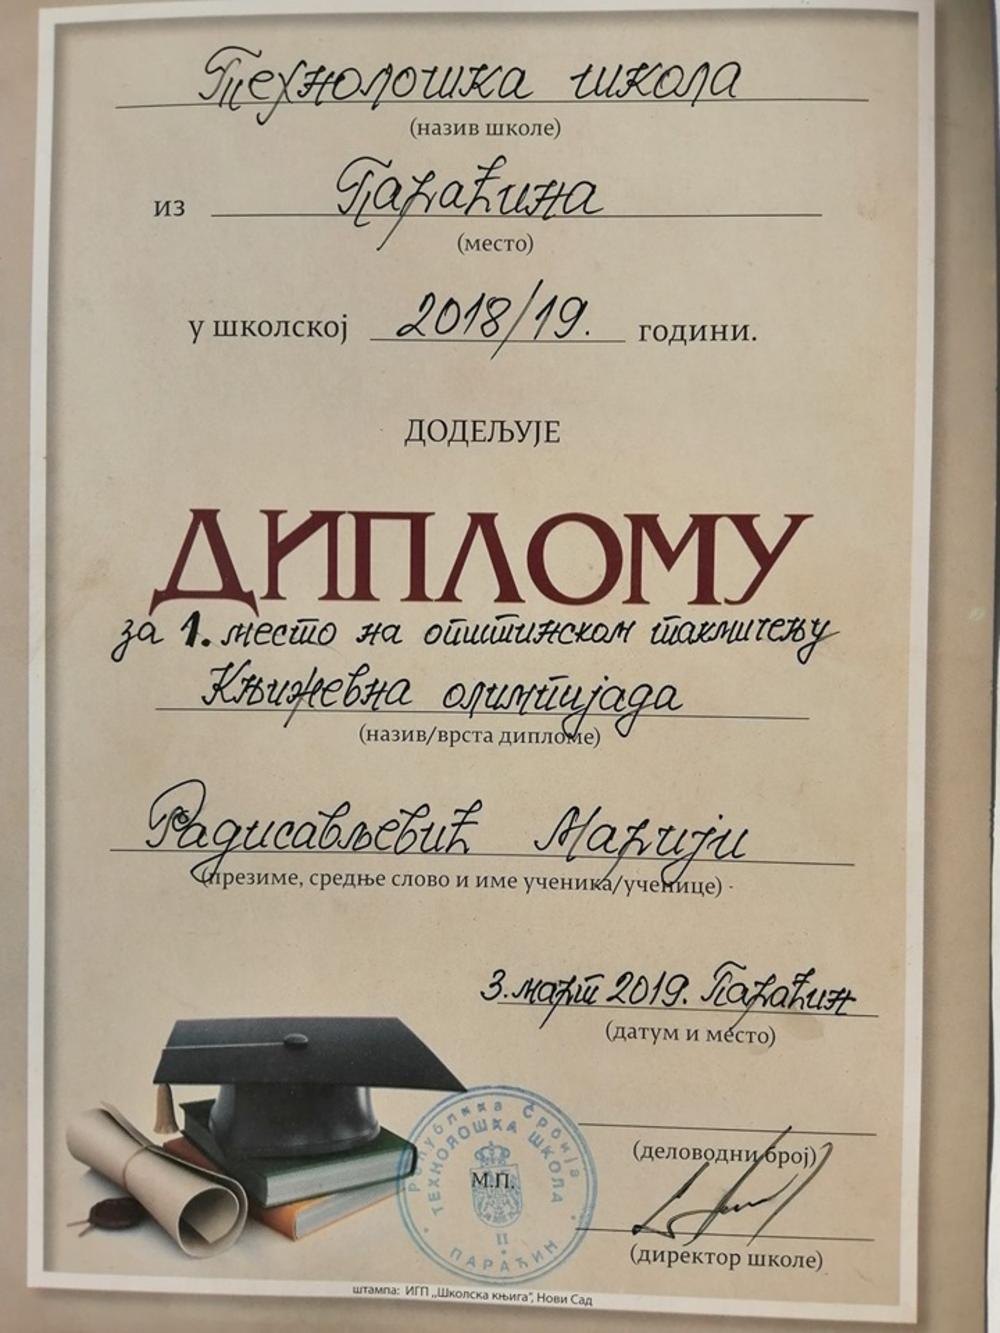 Технолошка школа
(назив школе)
из Параћина
(место)
у школској 2018/19. години.
ДОДЕЉУЈЕ
ДИПЛОМУ
за 1. место на општинском такмичењу
Књижевна олимпијада
(назив/врста дипломе)
Радисављевић Марији
(презиме, средње слово и име ученика/ученице)
3. март 2019. Параћин
(датум и место)
(деловодни број)
Република Србија
ТЕХНОЛОШКА ШКОЛА
М.П.
II
ПАРАЋИН
(директор школе)
штампа: ИГП „Школска књига", Нови Сад